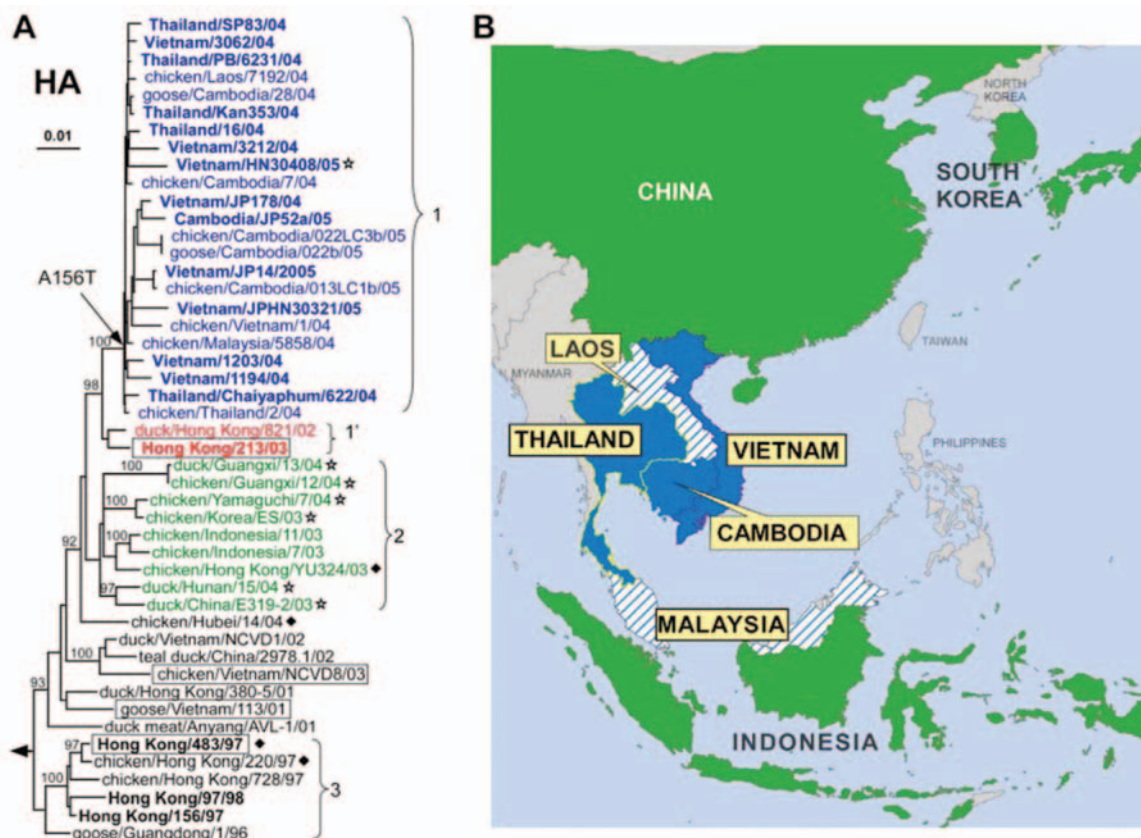 A
HA
0.01
Thailand/SP83/04
Vietnam/3062/04
Thailand/PB/6231/04
chicken/Laos/7192/04
goose/Cambodia/28/04
Thailand/Kan353/04
Thailand/16/04
Vietnam/3212/04
Vietnam/HN30408/05☆
chicken/Cambodia/7/04
Vietnam/JP178/04
Cambodia/JP52a/05
chicken/Cambodia/022LC3b/05
goose/Cambodia/022b/05
Vietnam/JP14/2005
chicken/Cambodia/013LC1b/05
Vietnam/JPHN30321/05
chicken/Vietnam/1/04
chicken/Malaysia/5858/04
Vietnam/1203/04
Vietnam/1194/04
Thailand/Chaiyaphum/622/04
chicken/Thailand/2/04
1
A156T
100
98
duck/Hong Kong/821/02
Hong Kong/213/03
1'
duck/Guangxi/13/04☆
chicken/Guangxi/12/04☆
chicken/Yamaguchi/7/04☆
chicken/Korea/ES/03☆
chicken/Indonesia/11/03
chicken/Indonesia/7/03
chicken/Hong Kong/YU324/03◆
duck/Hunan/15/04☆
duck/China/E319-2/03☆
2
100
100
100
97
92
chicken/Hubei/14/04◆
duck/Vietnam/NCVD1/02
teal duck/China/2978.1/02
chicken/Vietnam/NCVD8/03
100
duck/Hong Kong/380-5/01
goose/Vietnam/113/01
93
duck meat/Anyang/AVL-1/01
Hong Kong/483/97 ◆
chicken/Hong Kong/220/97◆
chicken/Hong Kong/728/97
Hong Kong/97/98
Hong Kong/156/97
goose/Guangdong/1/96
97
100
3
B
CHINA
NORTH
KOREA
SOUTH
KOREA
TAIWAN
LAOS
MYANMAR
THAILAND
VIETNAM
PHILIPPINES
CAMBODIA
MALAYSIA
INDONESIA